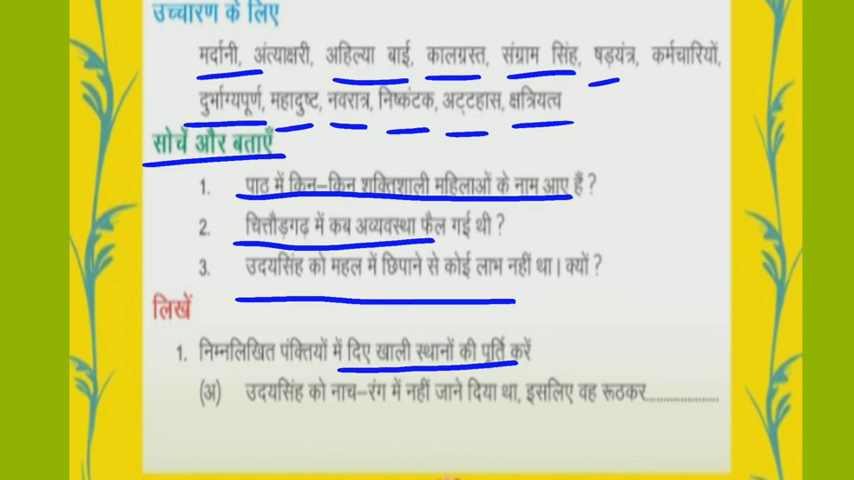 उच्चारण के लिए
मर्दानी, अंत्याक्षरी, अहिल्या बाई, कालग्रस्त, संग्राम सिंह, षड्यंत्र, कर्मचारियों,
दुर्भाग्यपूर्ण, महादुष्ट, नवरात्र, निष्कंटक, अट्टहास, क्षत्रियत्व
सोचें और बताएँ
1. पाठ में किन-किन शक्तिशाली महिलाओं के नाम आए हैं ?
2. चित्तौड़गढ़ में कब अव्यवस्था फैल गई थी ?
3. उदयसिंह को महल में छिपाने से कोई लाभ नहीं था। क्यों ?
लिखें
1. निम्नलिखित पंक्तियों में दिए खाली स्थानों की पूर्ति करें
(अ) उदयसिंह को नाच-रंग में नहीं जाने दिया था, इसलिए वह रूठकर....................